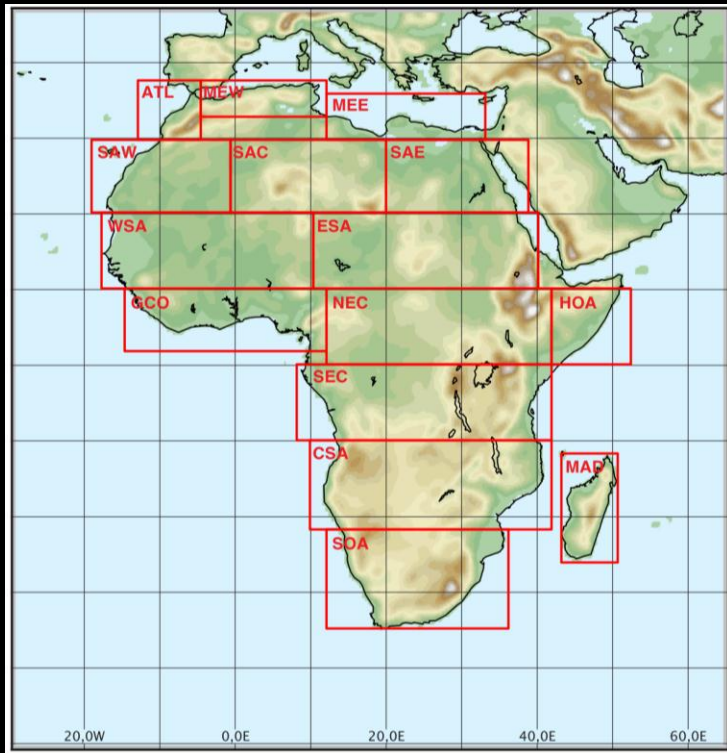 ATL MEW
MEE
SAW SAC SAE
WSA ESA
GCO NEC HOA
SEC
CSA
MAD
SOA
20,0W 0,0E 20,0E 40,0E 60,0E